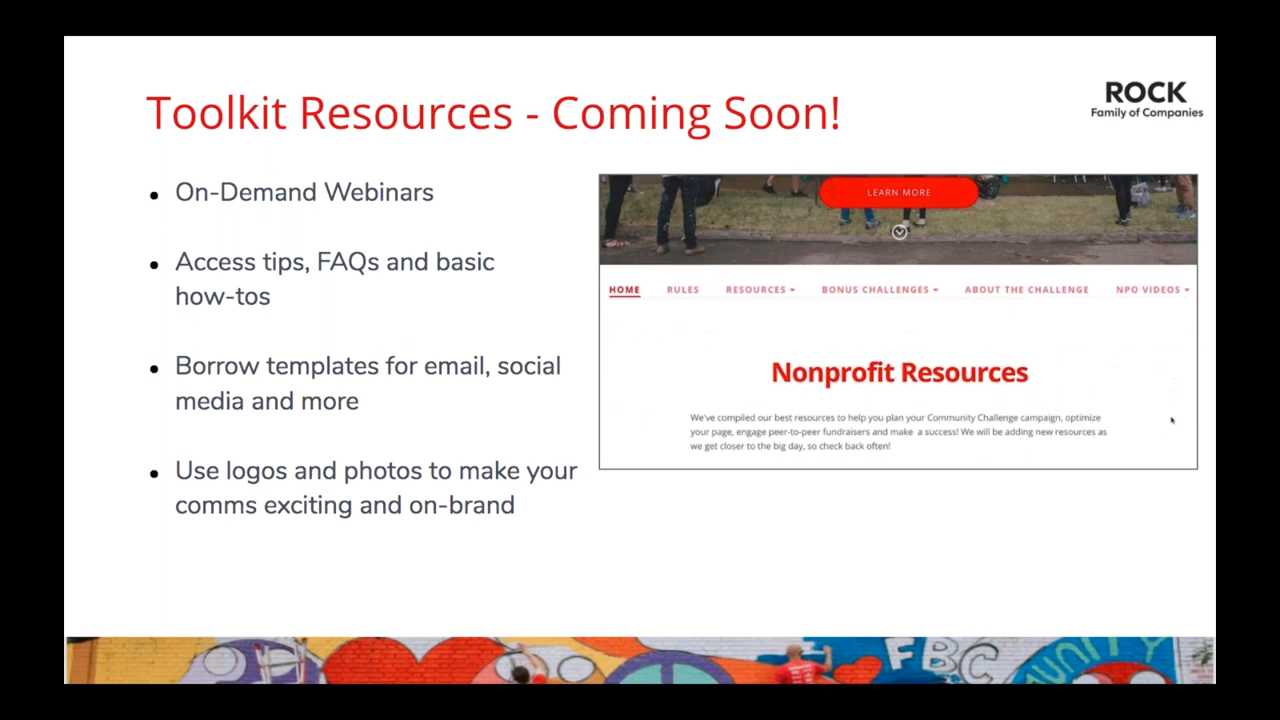 Toolkit Resources - Coming Soon!
ROCK
Family of Companies
• On-Demand Webinars
• Access tips, FAQs and basic
how-tos
• Borrow templates for email, social
media and more
• Use logos and photos to make your
comms exciting and on-brand
LEARN MORE
HOME RULES RESOURCES BONUS CHALLENGES ABOUT THE CHALLENGE NPO VIDEOS
Nonprofit Resources
We've compiled our best resources to help you plan your Community Challenge campaign, optimize
your page, engage peer-to-peer fundraisers and make a success! We will be adding new resources as
we get closer to the big day, so check back often!
FBC
UNITY